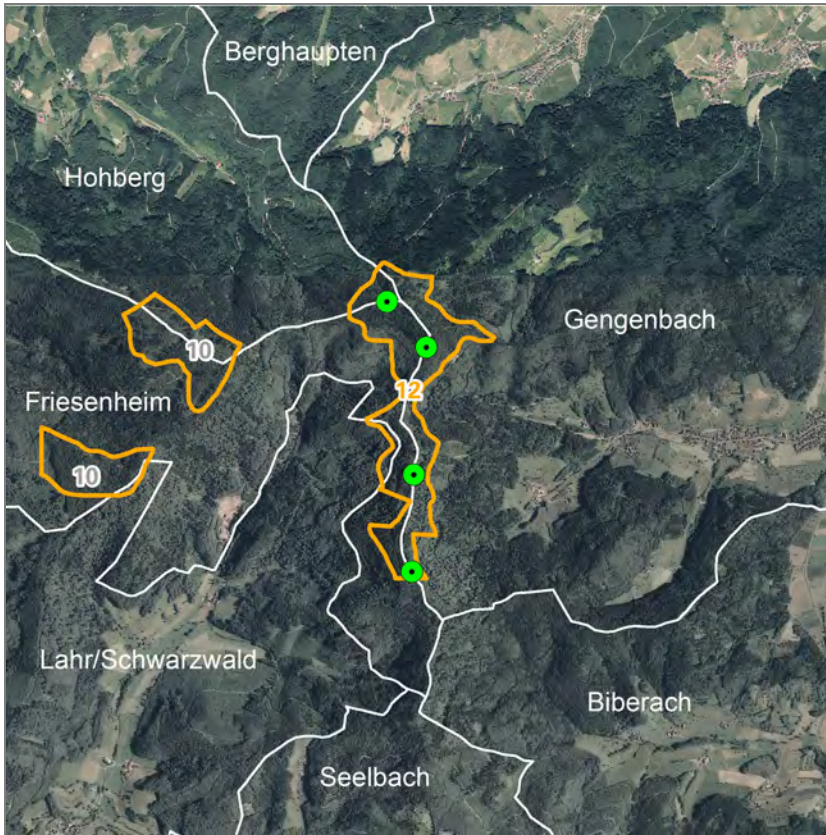 Berghaupten
Hohberg
Gengenbach
10
Friesenheim
12
10
Lahr/Schwarzwald
Biberach
Seelbach